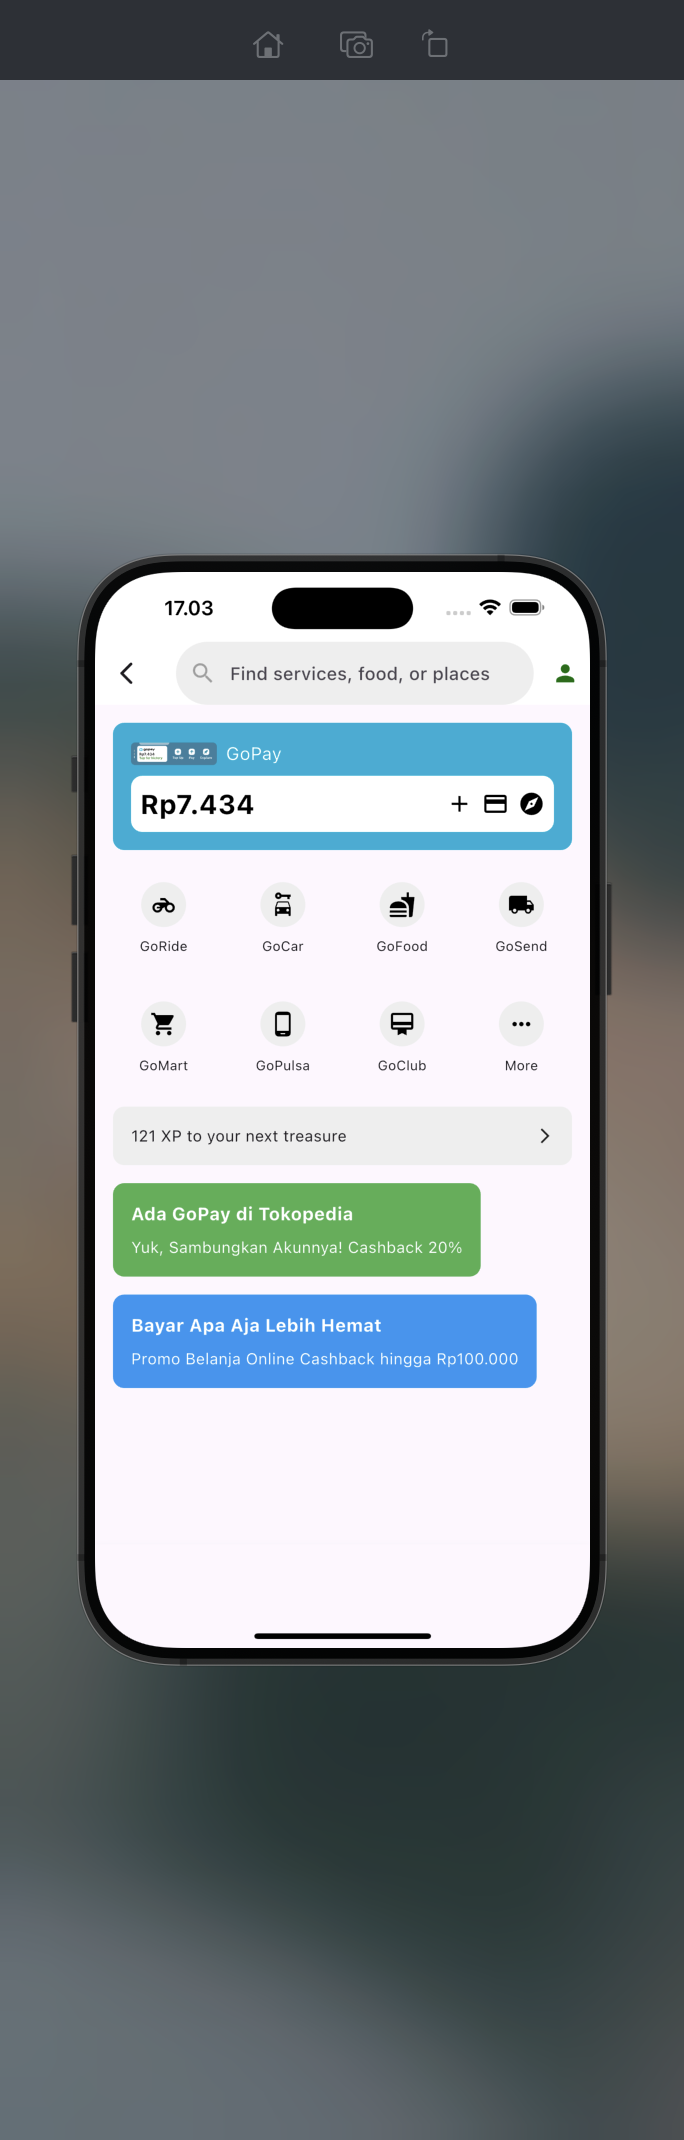 17.03
Find services, food, or places
GoPay
Rp7.434
GoRide GoCar GoFood GoSend
GoMart GoPulsa GoClub More
121 XP to your next treasure
Ada GoPay di Tokopedia
Yuk, Sambungkan Akunnya! Cashback 20%
Bayar Apa Aja Lebih Hemat
Promo Belanja Online Cashback hingga Rp100.000